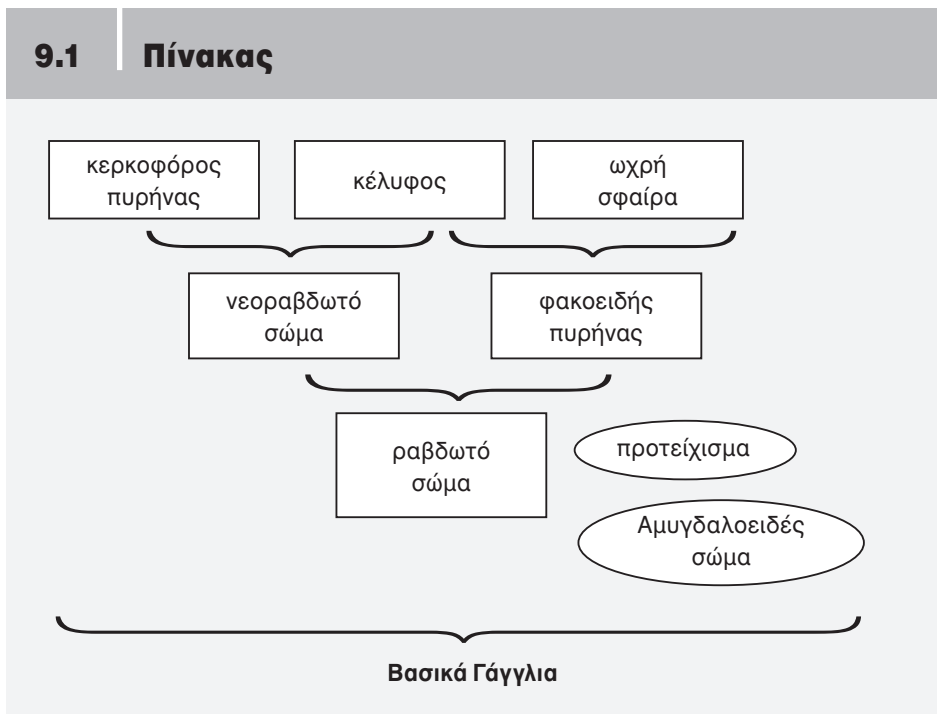 9.1 Πίνακας
κερκοφόρος
πυρήνας
κέλυφος
ωχρή
σφαίρα
νεοραβδωτό
σώμα
φακοειδής
πυρήνας
ραβδωτό
σώμα
προτείχισμα
Αμυγδαλοειδές
σώμα
Βασικά Γάγγλια